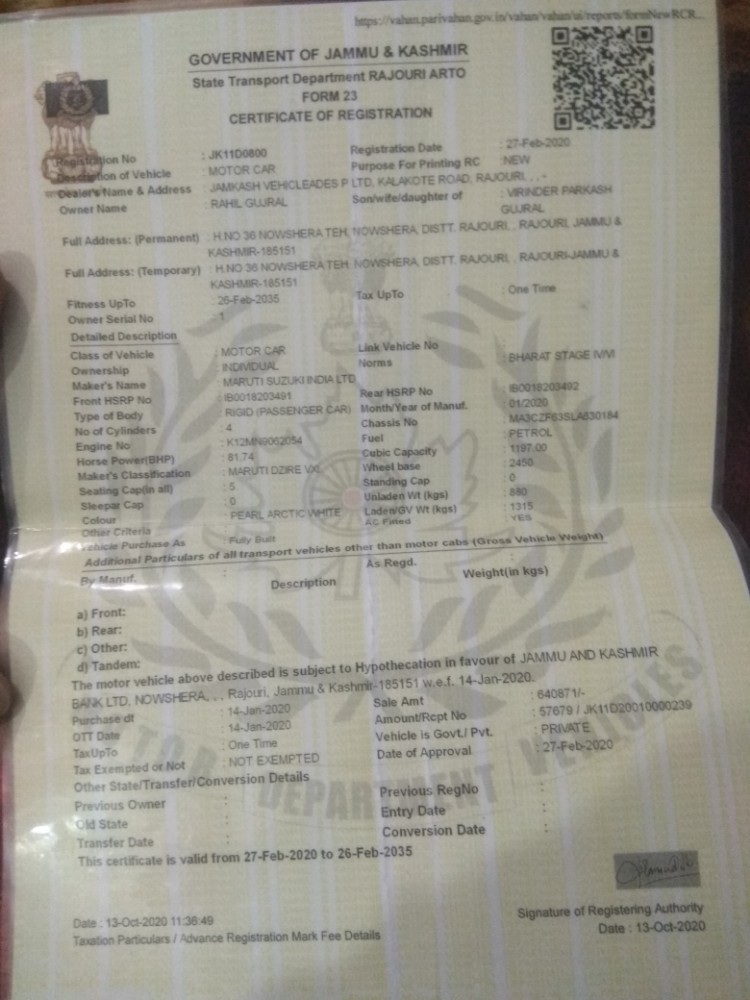 https://vahan.parivahan.gov.in/vahan/vahan/ui/reports/formNewRCR...
GOVERNMENT OF JAMMU & KASHMIR
State Transport Department RAJOURI ARTO
FORM 23
CERTIFICATE OF REGISTRATION
Registration No : JK11D0800 Registration Date : 27-Feb-2020
Description of Vehicle : MOTOR CAR Purpose For Printing RC : NEW
Dealer's Name & Address : JAMKASH VEHICLEADES P LTD, KALAKOTE ROAD, RAJOURI, , , -
Owner Name : RAHIL GUJRAL Son/wife/daughter of : VIRINDER PARKASH
GUJRAL
Full Address: (Permanent) : H.NO 36 NOWSHERA TEH. NOWSHERA, DISTT. RAJOURI, , RAJOURI, JAMMU &
KASHMIR-185151
Full Address: (Temporary) : H.NO 36 NOWSHERA TEH. NOWSHERA, DISTT. RAJOURI, , RAJOURI-JAMMU &
KASHMIR-185151
Fitness UpTo : 26-Feb-2035 Tax UpTo : One Time
Owner Serial No : 1
Detailed Description
Class of Vehicle : MOTOR CAR Link Vehicle No
Ownership : INDIVIDUAL Norms : BHARAT STAGE IV/VI
Maker's Name : MARUTI SUZUKI INDIA LTD
Front HSRP No : IB0018203491 Rear HSRP No : IB0018203492
Type of Body : RIGID (PASSENGER CAR) Month/Year of Manuf. : 01/2020
No of Cylinders : 4 Chassis No : MA3CZF63SLA630184
Engine No : K12MN9062054 Fuel : PETROL
Horse Power(BHP) : 81.74 Cubic Capacity : 1197.00
Maker's Classification : MARUTI DZIRE VXI Wheel base : 2450
Seating Cap(in all) : 5 Standing Cap : 0
Sleepar Cap : 0 Unladen Wt (kgs) : 880
Colour : PEARL ARCTIC WHITE Laden/GV Wt (kgs) : 1315
Other Criteria AC Fitted : YES
Vehicle Purchase As : Fully Built
Additional Particulars of all transport vehicles other than motor cabs (Gross Vehicle Weight)
By Manuf. : As Regd. :
Description Weight(in kgs)
a) Front:
b) Rear:
c) Other:
d) Tandem:
The motor vehicle above described is subject to Hypothecation in favour of JAMMU AND KASHMIR
BANK LTD, NOWSHERA, , , Rajouri, Jammu & Kashmir-185151 w.e.f. 14-Jan-2020.
Purchase dt : 14-Jan-2020 Sale Amt : 640871/-
OTT Date : 14-Jan-2020 Amount/Rcpt No : 57679 / JK11D20010000239
TaxUpTo : One Time Vehicle is Govt./ Pvt. : PRIVATE
Tax Exempted or Not : NOT EXEMPTED Date of Approval : 27-Feb-2020
Other State/Transfer/Conversion Details
Previous Owner : Previous RegNo :
Old State : Entry Date :
Transfer Date : Conversion Date :
This certificate is valid from 27-Feb-2020 to 26-Feb-2035
Signature of Registering Authority
Date : 13-Oct-2020 11:36:49 Date : 13-Oct-2020
Taxation Particulars / Advance Registration Mark Fee Details
DEPARTMENT VEHICLES